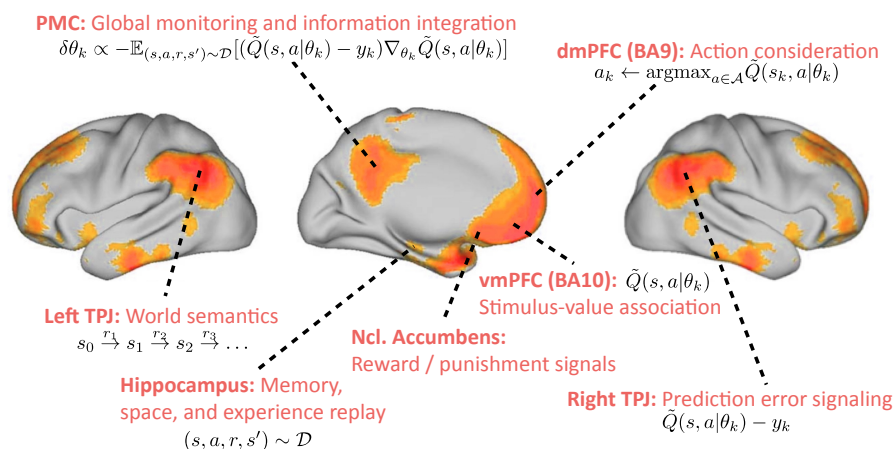 PMC: Global monitoring and information integration
δθ_k ∝ −𝔼_{(s,a,r,s′)∼𝒟}[(Q̃(s, a|θ_k) − y_k)∇_{θ_k}Q̃(s, a|θ_k)]
dmPFC (BA9): Action consideration
a_k ← argmax_{a∈𝒜}Q̃(s_k, a|θ_k)
vmPFC (BA10): Q̃(s, a|θ_k)
Stimulus-value association
Left TPJ: World semantics
s_0 →^{r_1} s_1 →^{r_2} s_2 →^{r_3} …
Ncl. Accumbens:
Reward / punishment signals
Hippocampus: Memory,
space, and experience replay
(s, a, r, s′) ∼ 𝒟
Right TPJ: Prediction error signaling
Q̃(s, a|θ_k) − y_k